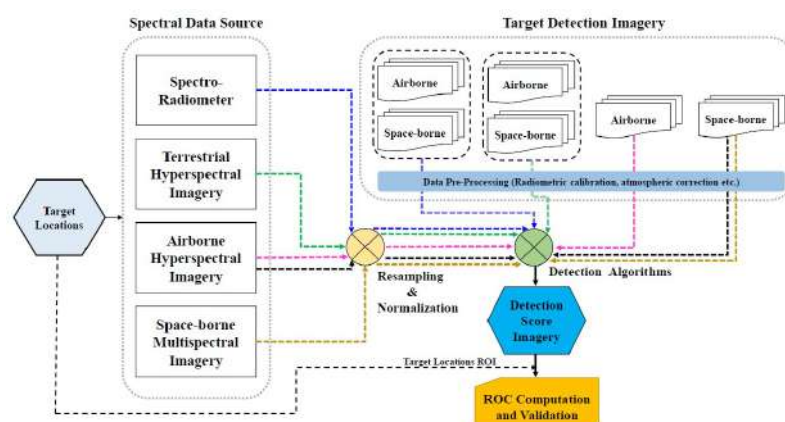 Spectral Data Source
Target Detection Imagery
Spectro-
Radiometer
Terrestrial
Hyperspectral
Imagery
Airborne
Hyperspectral
Imagery
Space-borne
Multispectral
Imagery
Target
Locations
Airborne
Space-borne
Airborne
Space-borne
Airborne
Space-borne
Data Pre-Processing (Radiometric calibration, atmospheric correction etc.)
Resampling
&
Normalization
Detection Algorithms
Detection
Score
Imagery
Target Locations ROI
ROC Computation
and Validation